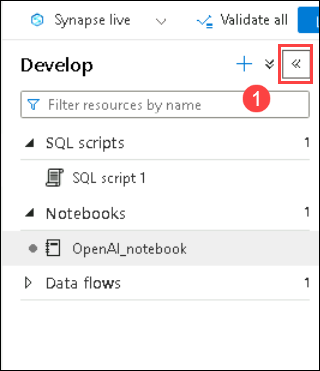 Synapse live
Validate all
Develop
1
Filter resources by name
SQL scripts 1
SQL script 1
Notebooks 1
OpenAI_notebook
Data flows 1